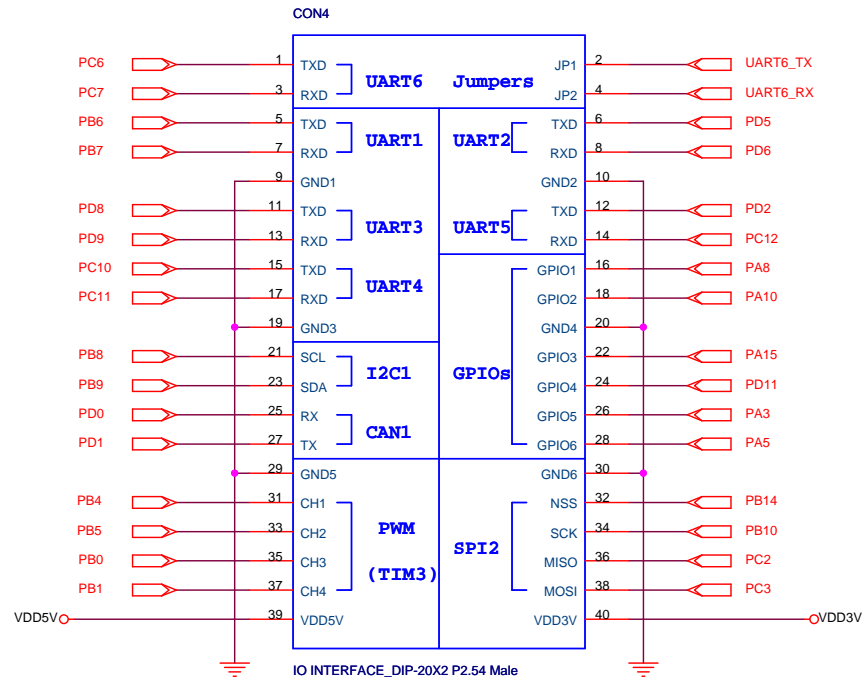 CON4
PC6 1 TXD JP1 2 UART6_TX
UART6 Jumpers
PC7 3 RXD JP2 4 UART6_RX
PB6 5 TXD TXD 6 PD5
UART1 UART2
PB7 7 RXD RXD 8 PD6
9 GND1 GND2 10
PD8 11 TXD TXD 12 PD2
UART3 UART5
PD9 13 RXD RXD 14 PC12
PC10 15 TXD GPIO1 16 PA8
UART4
PC11 17 RXD GPIO2 18 PA10
19 GND3 GND4 20
PB8 21 SCL GPIO3 22 PA15
I2C1 GPIOs
PB9 23 SDA GPIO4 24 PD11
PD0 25 RX GPIO5 26 PA3
CAN1
PD1 27 TX GPIO6 28 PA5
29 GND5 GND6 30
PB4 31 CH1 NSS 32 PB14
PWM
PB5 33 CH2 SCK 34 PB10
SPI2
PB0 35 CH3 MISO 36 PC2
(TIM3)
PB1 37 CH4 MOSI 38 PC3
VDD5V 39 VDD5V VDD3V 40 VDD3V
IO INTERFACE_DIP-20X2 P2.54 Male